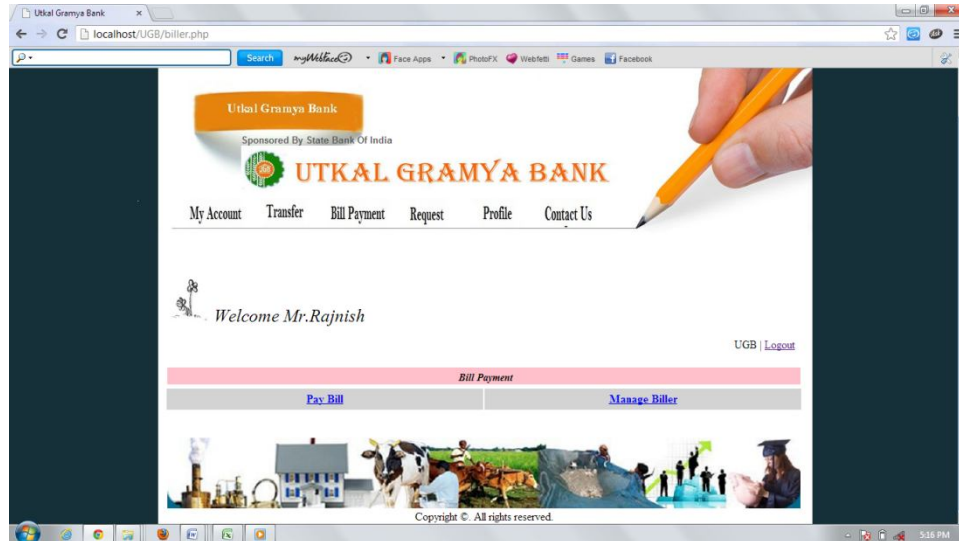 Utkal Gramya Bank
localhost/UGB/biller.php
Search myWebface Face Apps PhotoFX Webfetti Games Facebook
Utkal Gramya Bank
Sponsored By State Bank Of India
UTKAL GRAMYA BANK
My Account Transfer Bill Payment Request Profile Contact Us
Welcome Mr.Rajnish
UGB | Logout
Bill Payment
Pay Bill Manage Biller
Copyright ©. All rights reserved.
5:16 PM